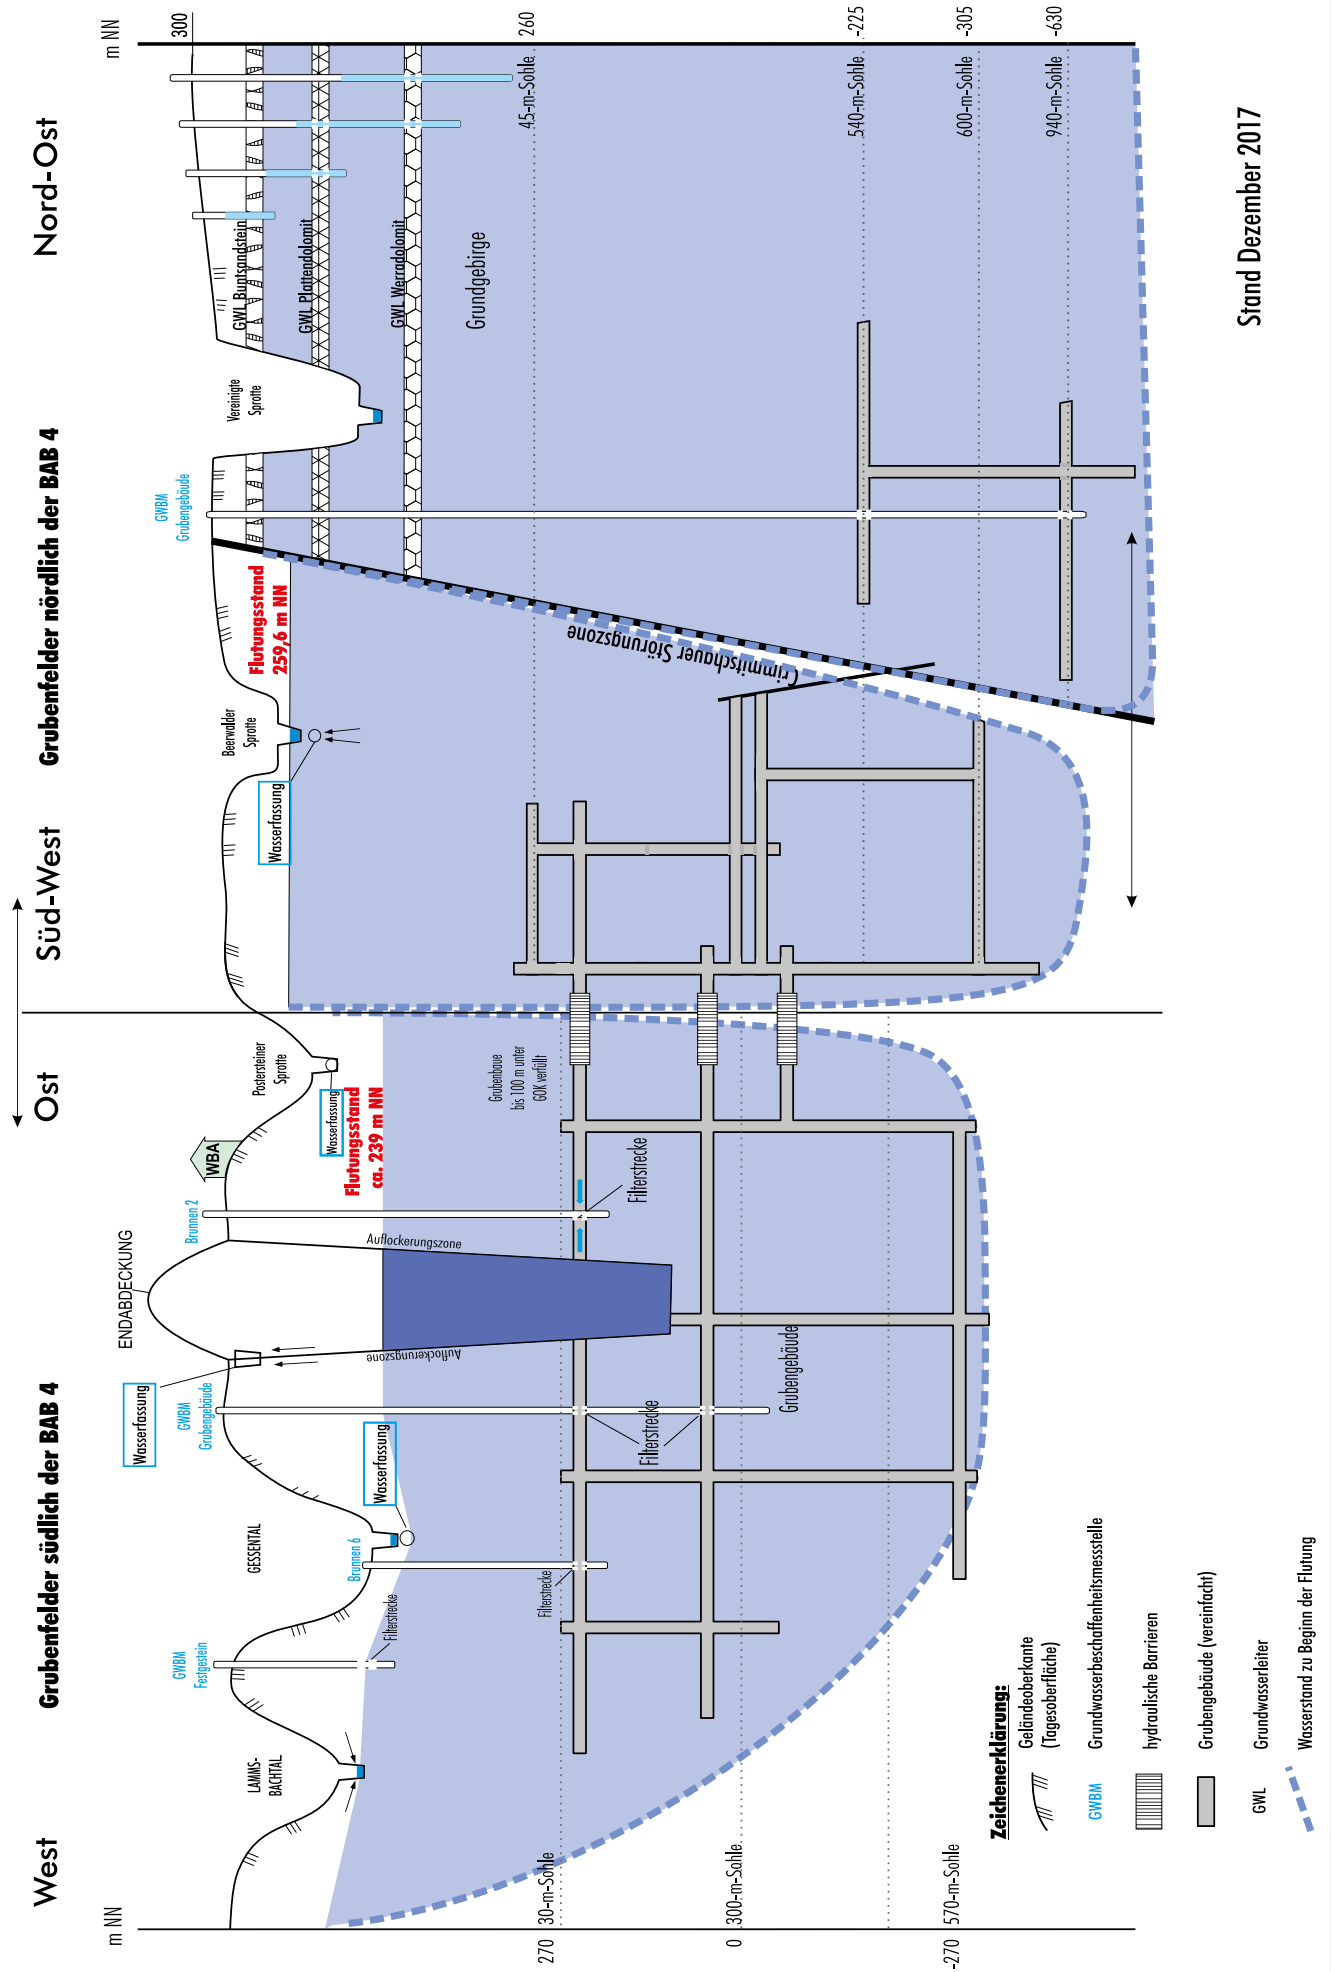 Grubenfelder südlich der BAB 4
Grubenfelder nördlich der BAB 4
West
Ost
Süd-West
Nord-Ost
m NN
m NN
300
260
45-m-Sohle
-225
540-m-Sohle
-305
600-m-Sohle
-630
940-m-Sohle
270
30-m-Sohle
0
300-m-Sohle
-270
570-m-Sohle
LAMMS-
BACHTAL
GWBM
Festgestein
Filterstrecke
GESSENTAL
Brunnen 6
Filterstrecke
Wasserfassung
GWBM
Grubengebäude
Wasserfassung
ENDABDECKUNG
Auflockerungszone
Auflockerungszone
Brunnen 2
WBA
Filterstrecke
Filterstrecke
Grubengebäude
Flutungsstand
ca. 239 m NN
Wasserfassung
Postersteiner
Sprotte
Grubenbaue
bis 100 m unter
GOK verfüllt
Wasserfassung
Beerwalder
Sprotte
Flutungsstand
259,6 m NN
Crimmitschauer Störungszone
GWBM
Grubengebäude
Vereinigte
Sprotte
GWL Buntsandstein
GWL Plattendolomit
GWL Werradolomit
Grundgebirge
Zeichenerklärung:
Geländeoberkante
(Tagesoberfläche)
GWBM
Grundwasserbeschaffenheitsmessstelle
hydraulische Barrieren
Grubengebäude (vereinfacht)
GWL
Grundwasserleiter
Wasserstand zu Beginn der Flutung
Stand Dezember 2017